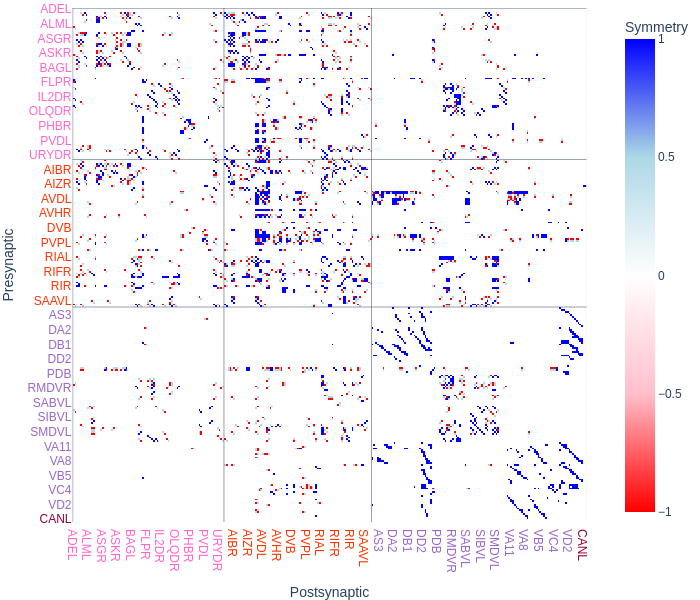 Symmetry
1
0.5
0
−0.5
−1
Presynaptic
ADEL
ALML
ASGR
ASKR
BAGL
FLPR
IL2DR
OLQDR
PHBR
PVDL
URYDR
AIBR
AIZR
AVDL
AVHR
DVB
PVPL
RIAL
RIFR
RIR
SAAVL
AS3
DA2
DB1
DD2
PDB
RMDVR
SABVL
SIBVL
SMDVL
VA11
VA8
VB5
VC4
VD2
CANL
ADEL
ALML
ASGR
ASKR
BAGL
FLPR
IL2DR
OLQDR
PHBR
PVDL
URYDR
AIBR
AIZR
AVDL
AVHR
DVB
PVPL
RIAL
RIFR
RIR
SAAVL
AS3
DA2
DB1
DD2
PDB
RMDVR
SABVL
SIBVL
SMDVL
VA11
VA8
VB5
VC4
VD2
CANL
Postsynaptic